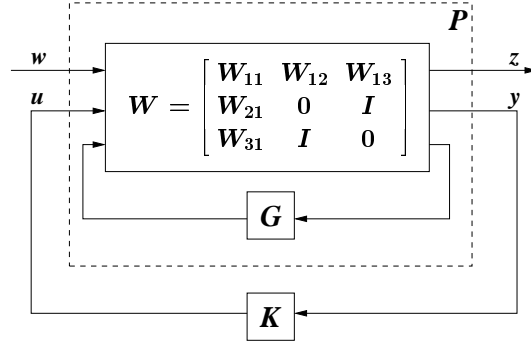 P
w z
W = [ W₁₁ W₁₂ W₁₃
u W₂₁ 0 I y
W₃₁ I 0 ]
G
K